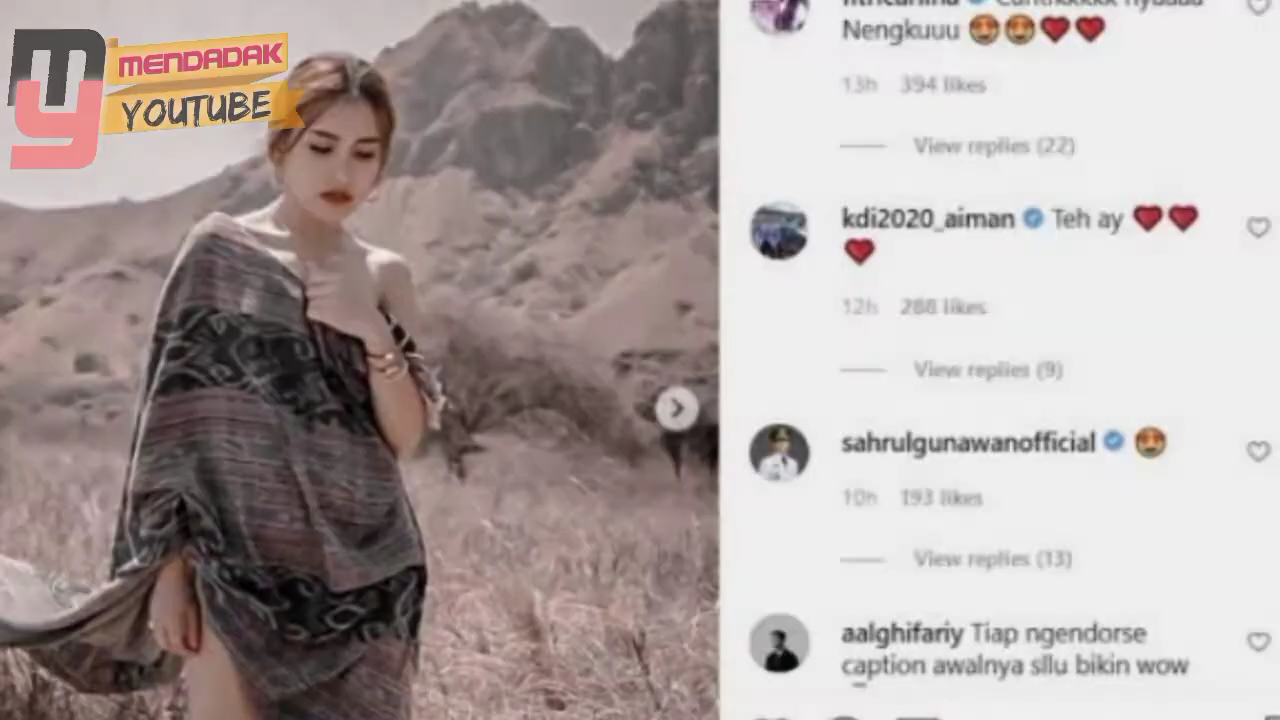 my
MENDADAK
YOUTUBE
Nengkuuu 😍😍❤️❤️
13h 394 likes
View replies (22)
kdi2020_aiman Teh ay ❤️❤️
❤️
12h 288 likes
View replies (9)
sahrulgunawanofficial 😍
10h 193 likes
View replies (13)
aalghifariy Tiap ngendorse
caption awalnya sllu bikin wow